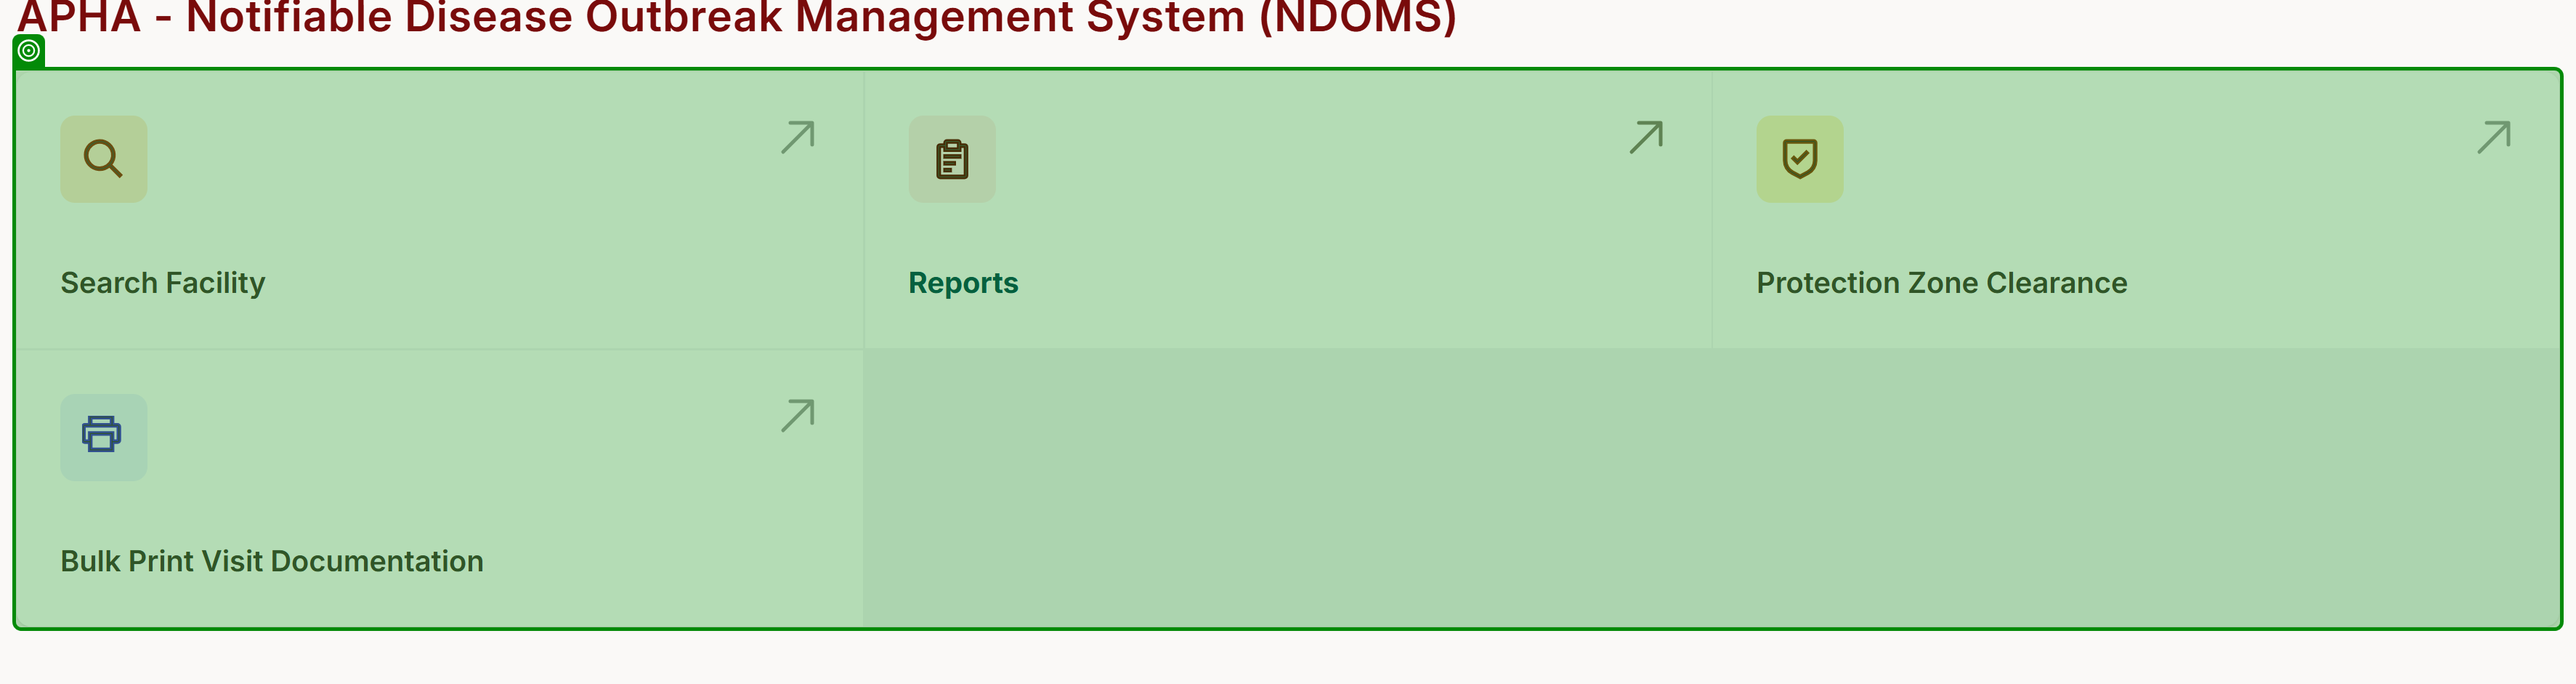 APHA - Notifiable Disease Outbreak Management System (NDOMS)
Search Facility
Reports
Protection Zone Clearance
Bulk Print Visit Documentation